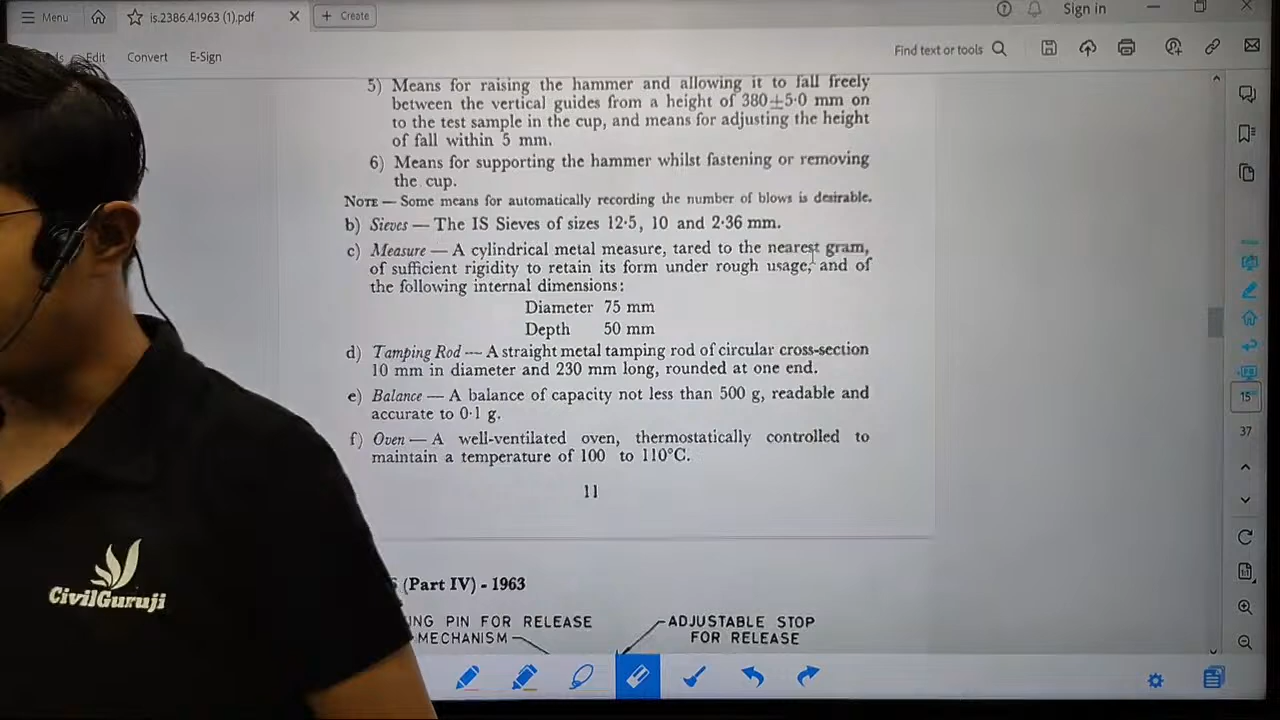 Menu
is.2386.4.1963 (1).pdf
Create
Sign in
Edit
Convert
E-Sign
Find text or tools
5) Means for raising the hammer and allowing it to fall freely
between the vertical guides from a height of 380±5·0 mm on
to the test sample in the cup, and means for adjusting the height
of fall within 5 mm.
6) Means for supporting the hammer whilst fastening or removing
the cup.
NOTE — Some means for automatically recording the number of blows is desirable.
b) Sieves — The IS Sieves of sizes 12·5, 10 and 2·36 mm.
c) Measure — A cylindrical metal measure, tared to the nearest gram,
of sufficient rigidity to retain its form under rough usage, and of
the following internal dimensions:
Diameter 75 mm
Depth 50 mm
d) Tamping Rod — A straight metal tamping rod of circular cross-section
10 mm in diameter and 230 mm long, rounded at one end.
e) Balance — A balance of capacity not less than 500 g, readable and
accurate to 0·1 g.
f) Oven — A well-ventilated oven, thermostatically controlled to
maintain a temperature of 100 to 110°C.
11
15
37
(Part IV) - 1963
PIN FOR RELEASE
MECHANISM
ADJUSTABLE STOP
FOR RELEASE
CivilGuruji